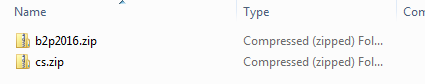 Name Type Com
b2p2016.zip Compressed (zipped) Fol...
cs.zip Compressed (zipped) Fol...